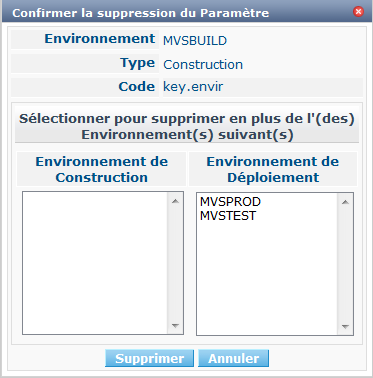 Confirmer la suppression du Paramètre
Environnement MVSBUILD
Type Construction
Code key.envir
Sélectionner pour supprimer en plus de l'(des)
Environnement(s) suivant(s)
Environnement de Construction
Environnement de Déploiement
MVSPROD
MVSTEST
Supprimer Annuler